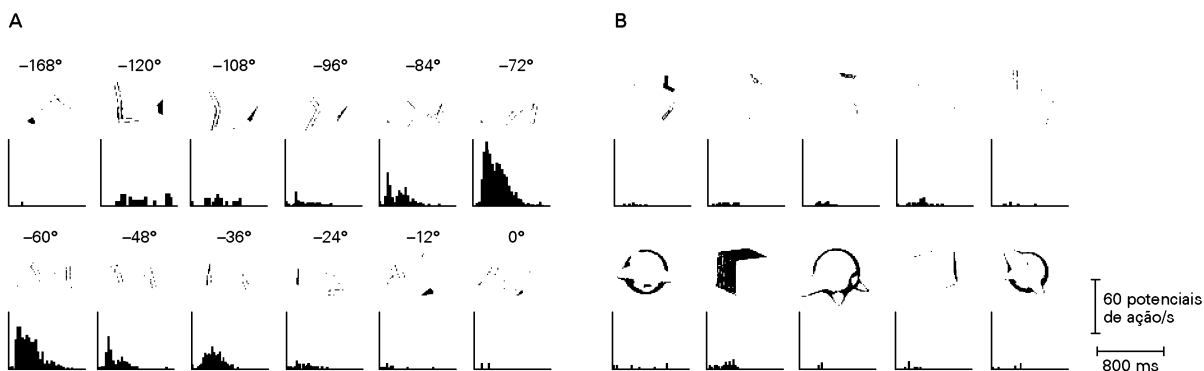 A
B
−168° −120° −108° −96° −84° −72°
−60° −48° −36° −24° −12° 0°
60 potenciais
de ação/s
800 ms